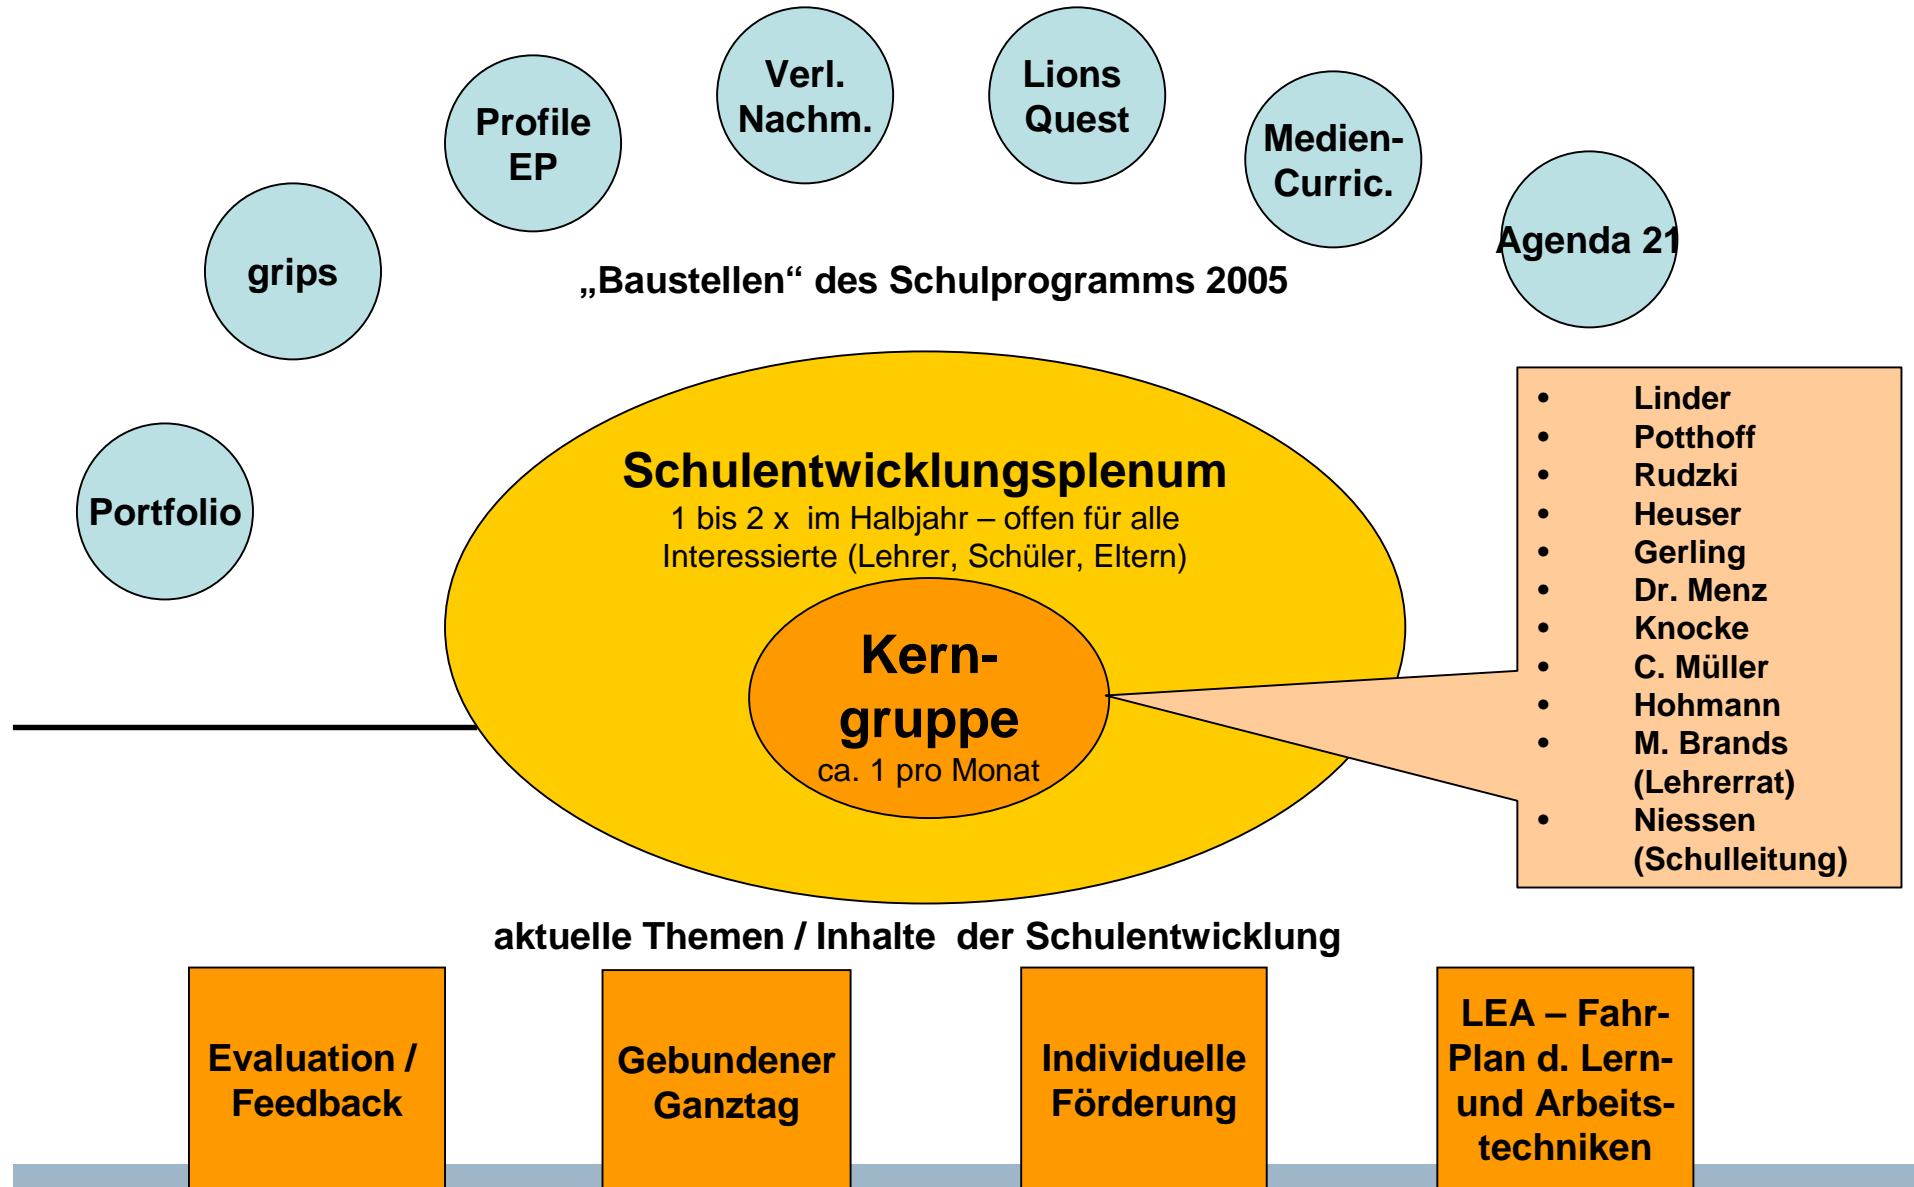 Verl.
Nachm.
Lions
Quest
Profile
EP
Medien-
Curric.
Agenda 21
grips
„Baustellen“ des Schulprogramms 2005
Portfolio
Schulentwicklungsplenum
1 bis 2 x  im Halbjahr – offen für alle
Interessierte (Lehrer, Schüler, Eltern)
Kern-
gruppe
ca. 1 pro Monat
• Linder
• Potthoff
• Rudzki
• Heuser
• Gerling
• Dr. Menz
• Knocke
• C. Müller
• Hohmann
• M. Brands
(Lehrerrat)
• Niessen
(Schulleitung)
aktuelle Themen / Inhalte  der Schulentwicklung
Evaluation /
Feedback
Gebundener
Ganztag
Individuelle
Förderung
LEA – Fahr-
Plan d. Lern-
und Arbeits-
techniken